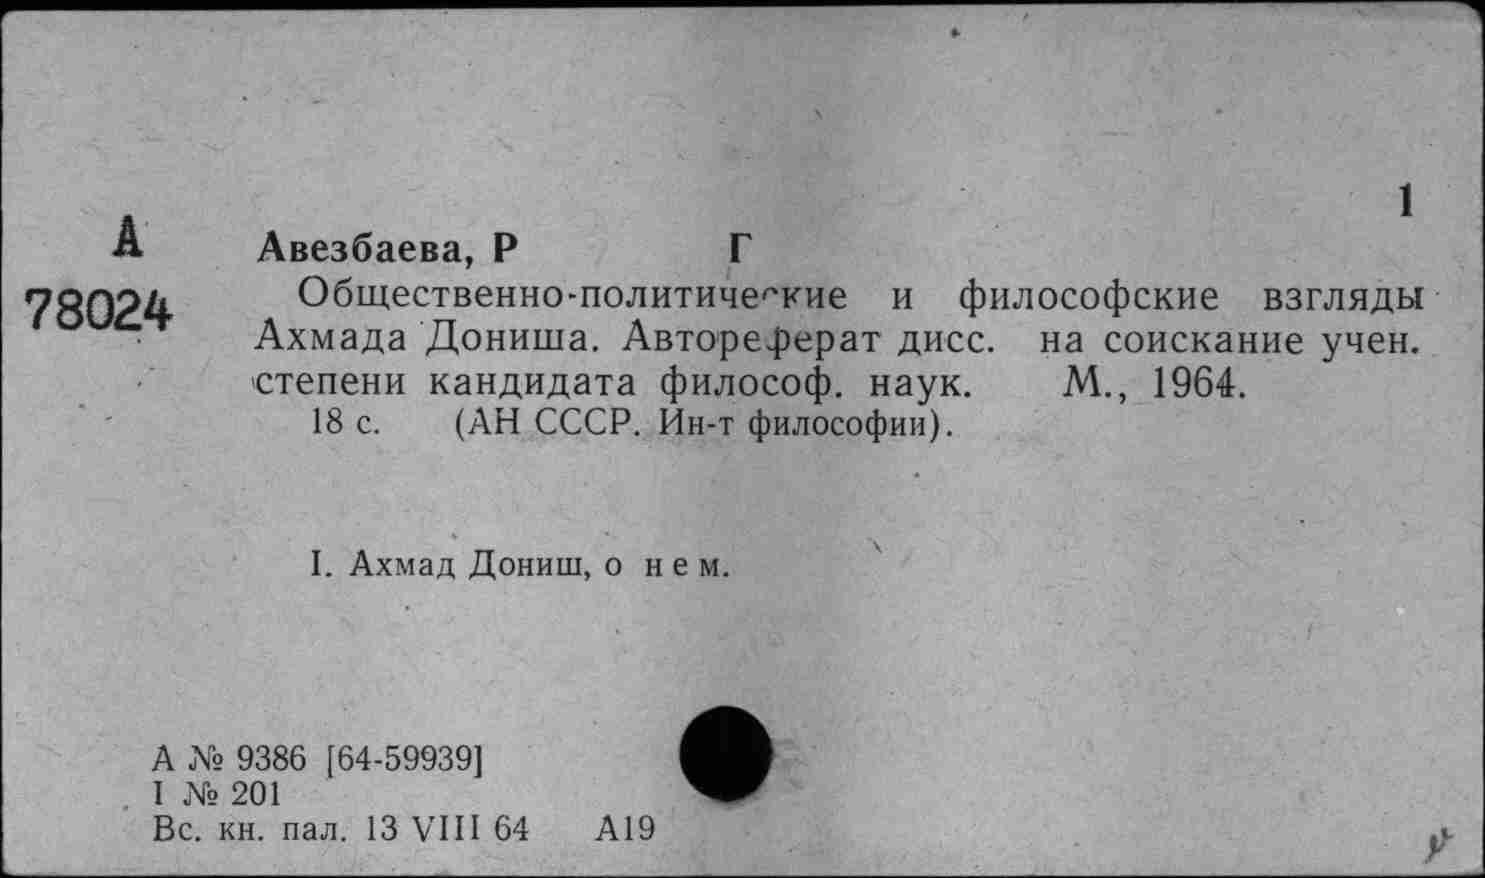 1
А
78024
Авезбаева, Р Г
Общественно-политические и философские взгляды
Ахмада Дониша. Автореферат дисс. на соискание учен.
степени кандидата философ. наук. М., 1964.
18 с. (АН СССР. Ин-т философии).
I. Ахмад Дониш, о нем.
А № 9386 [64-59939]
I № 201
Вс. кн. пал. 13 VIII 64 А19